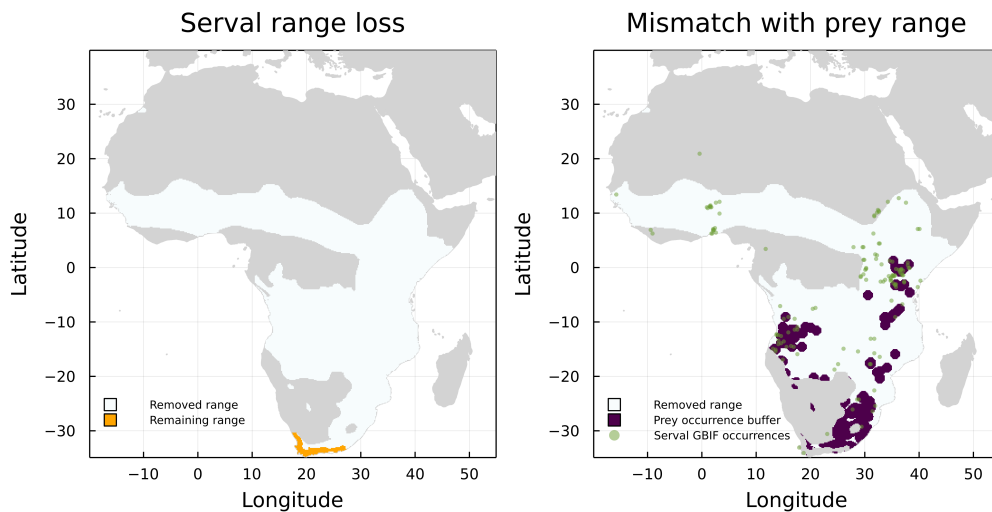 Serval range loss
Latitude
30
20
10
0
−10
−20
−30
Removed range
Remaining range
−10
0
10
20
30
40
50
Longitude
Mismatch with prey range
Latitude
30
20
10
0
−10
−20
−30
Removed range
Prey occurrence buffer
Serval GBIF occurrences
−10
0
10
20
30
40
50
Longitude